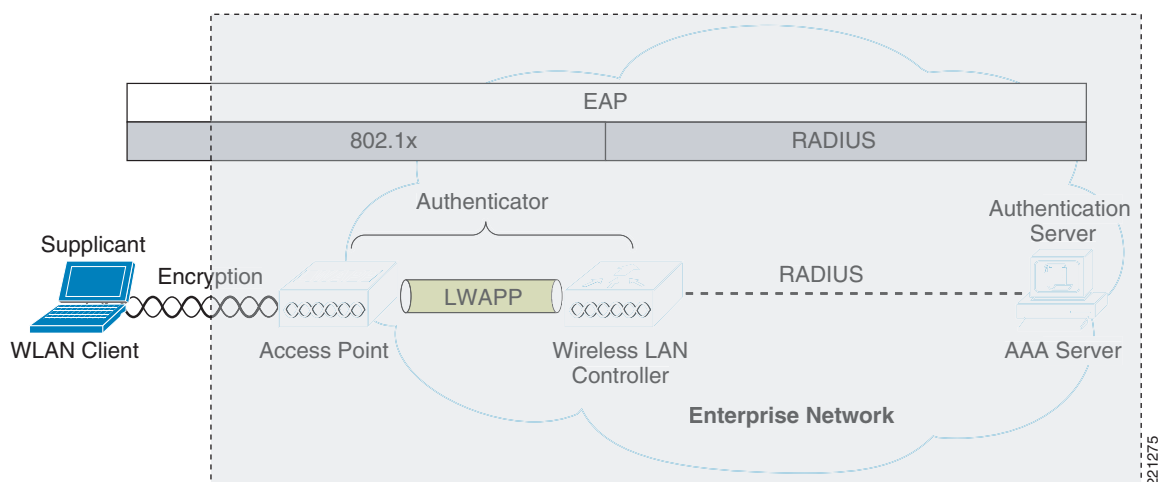 EAP
802.1x
RADIUS
Authenticator
Authentication
Server
Supplicant
Encryption
LWAPP
RADIUS
WLAN Client
Access Point
Wireless LAN
Controller
AAA Server
Enterprise Network
221275